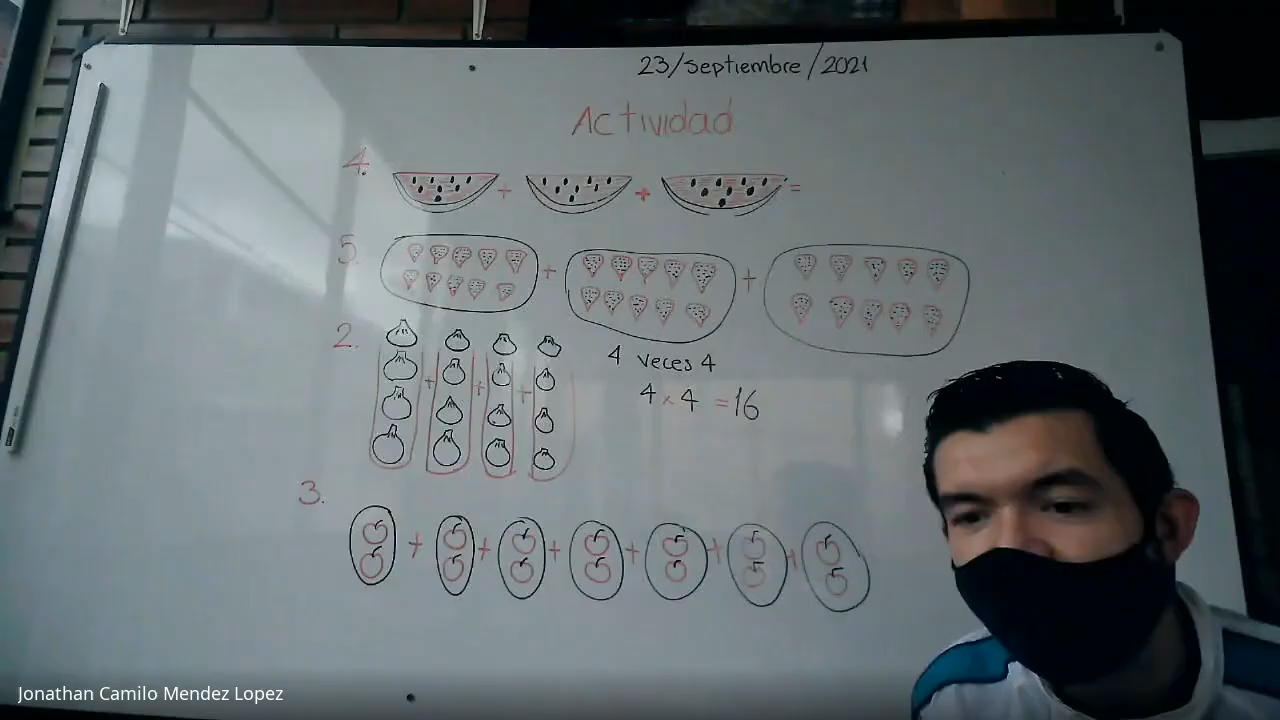 23/Septiembre/2021
Actividad
4. + + =
5. + +
2. + + +
4 veces 4
4 x 4 = 16
3.
+ + + + + +
Jonathan Camilo Mendez Lopez